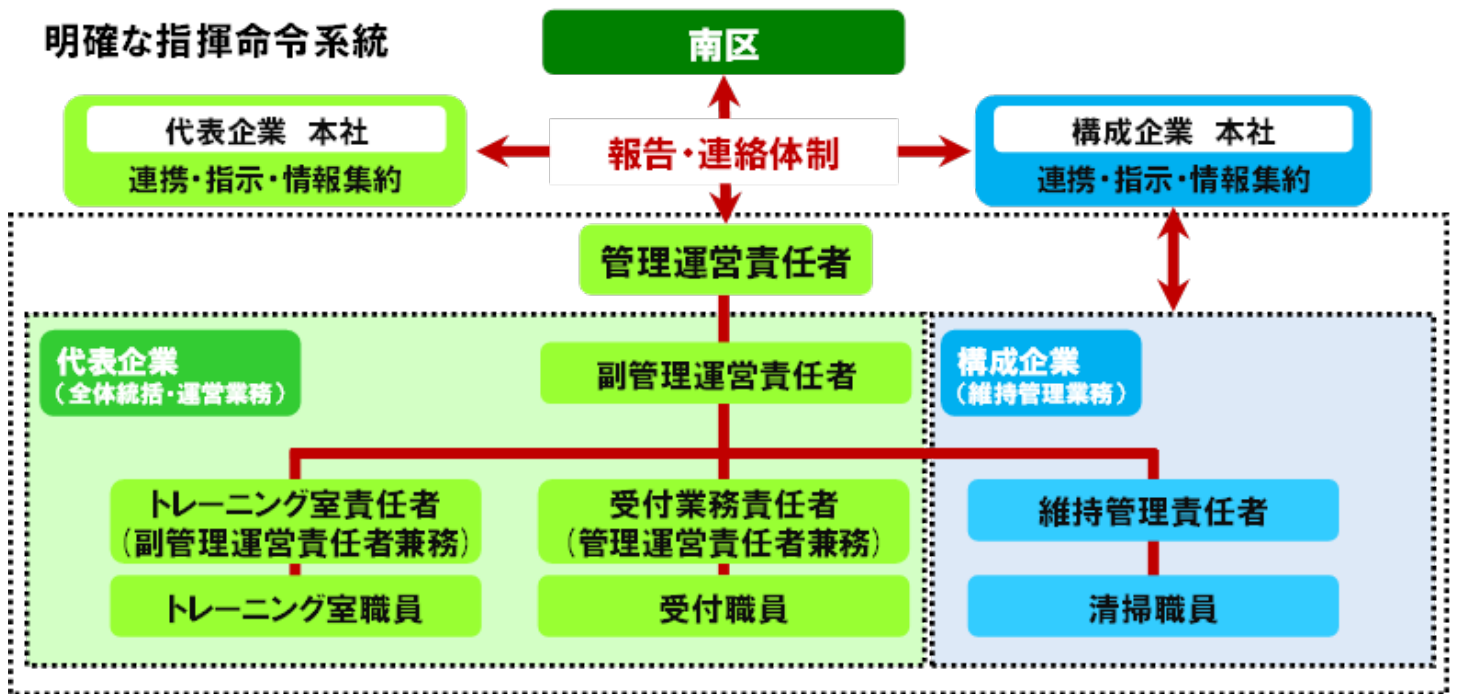 明確な指揮命令系統
南区
代表企業 本社
連携・指示・情報集約
報告・連絡体制
構成企業 本社
連携・指示・情報集約
管理運営責任者
代表企業
(全体統括・運営業務)
副管理運営責任者
構成企業
(維持管理業務)
トレーニング室責任者
(副管理運営責任者兼務)
受付業務責任者
(管理運営責任者兼務)
維持管理責任者
トレーニング室職員
受付職員
清掃職員